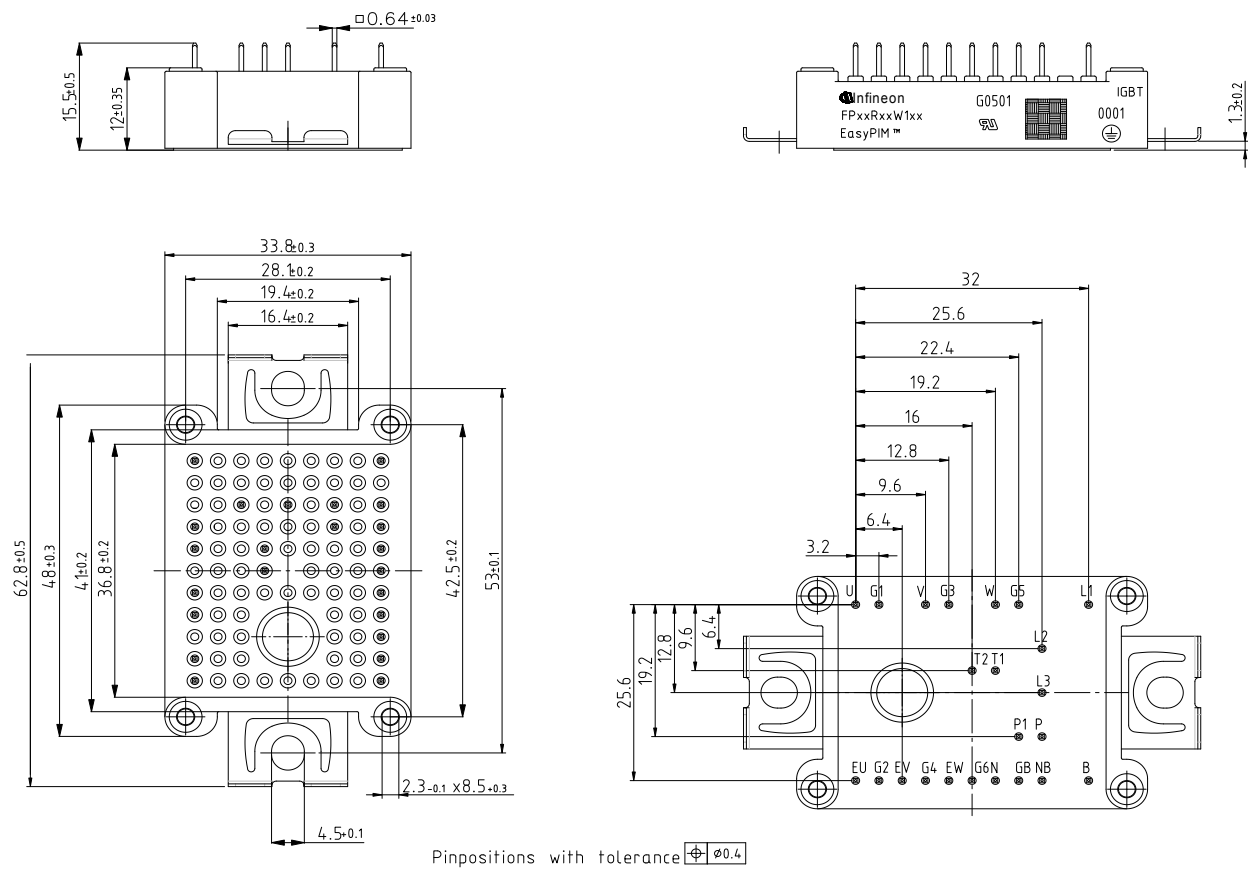 □0.64±0.03
15.5±0.5
12±0.35
Infineon
FPxxRxxW1xx
EasyPIM ™
G0501
IGBT
0001
1.3±0.2
33.8±0.3
28.1±0.2
19.4±0.2
16.4±0.2
62.8±0.5
48±0.3
41±0.2
36.8±0.2
53±0.1
42.5±0.2
2.3-0.1 x8.5+0.3
4.5+0.1
32
25.6
22.4
19.2
16
12.8
9.6
6.4
3.2
U G1 V G3 W G5 L1
L2
T2 T1
L3
P1 P
EU G2 EV G4 EW G6 N GB NB B
6.4
9.6
12.8
19.2
25.6
Pinpositions with tolerance ⌖ ⌀0.4